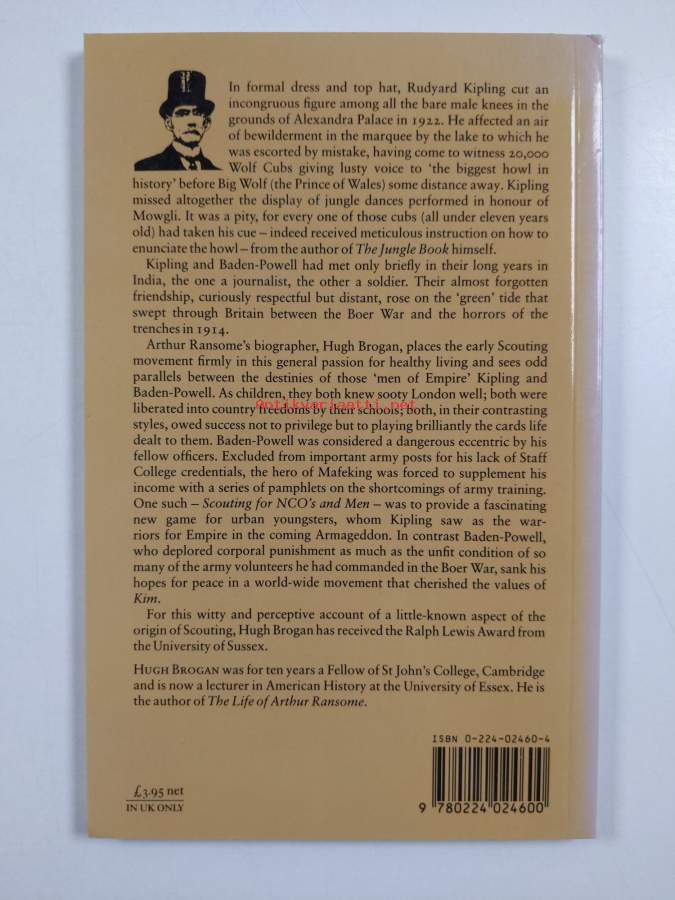 In formal dress and top hat, Rudyard Kipling cut an
incongruous figure among all the bare male knees in the
grounds of Alexandra Palace in 1922. He affected an air
of bewilderment in the marquee by the lake to which he
was escorted by mistake, having come to witness 20,000
Wolf Cubs giving lusty voice to ‘the biggest howl in
history’ before Big Wolf (the Prince of Wales) some distance away. Kipling
missed altogether the display of jungle dances performed in honour of
Mowgli. It was a pity, for every one of those cubs (all under eleven years
old) had taken his cue – indeed received meticulous instruction on how to
enunciate the howl – from the author of The Jungle Book himself.
Kipling and Baden-Powell had met only briefly in their long years in
India, the one a journalist, the other a soldier. Their almost forgotten
friendship, curiously respectful but distant, rose on the ‘green’ tide that
swept through Britain between the Boer War and the horrors of the
trenches in 1914.
Arthur Ransome’s biographer, Hugh Brogan, places the early Scouting
movement firmly in this general passion for healthy living and sees odd
parallels between the destinies of those ‘men of Empire’ Kipling and
Baden-Powell. As children, they both knew sooty London well; both were
liberated into country freedoms by their schools; both, in their contrasting
styles, owed success not to privilege but to playing brilliantly the cards life
dealt to them. Baden-Powell was considered a dangerous eccentric by his
fellow officers. Excluded from important army posts for his lack of Staff
College credentials, the hero of Mafeking was forced to supplement his
income with a series of pamphlets on the shortcomings of army training.
One such – Scouting for NCO’s and Men – was to provide a fascinating
new game for urban youngsters, whom Kipling saw as the war-
riors for Empire in the coming Armageddon. In contrast Baden-Powell,
who deplored corporal punishment as much as the unfit condition of so
many of the army volunteers he had commanded in the Boer War, sank his
hopes for peace in a world-wide movement that cherished the values of
Kim.
For this witty and perceptive account of a little-known aspect of the
origin of Scouting, Hugh Brogan has received the Ralph Lewis Award from
the University of Sussex.
HUGH BROGAN was for ten years a Fellow of St John’s College, Cambridge
and is now a lecturer in American History at the University of Essex. He is
the author of The Life of Arthur Ransome.
ISBN 0-224-02460-4
£3.95 net
IN UK ONLY
9 780224 024600
antikvariaatti.net